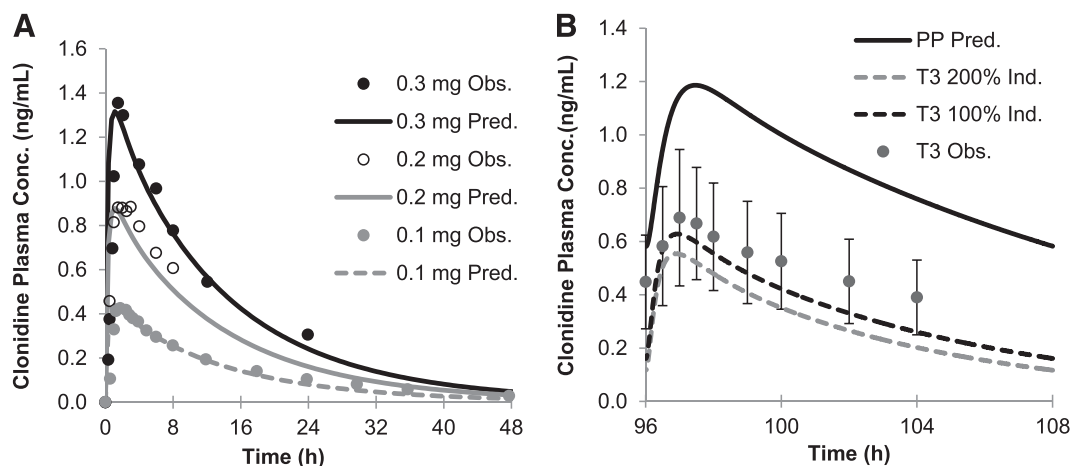 A
Clonidine Plasma Conc. (ng/mL)
1.6
1.4
1.2
1.0
0.8
0.6
0.4
0.2
0.0
0 8 16 24 32 40 48
Time (h)
0.3 mg Obs.
0.3 mg Pred.
0.2 mg Obs.
0.2 mg Pred.
0.1 mg Obs.
0.1 mg Pred.
B
Clonidine Plasma Conc.(ng/mL)
1.4
1.2
1.0
0.8
0.6
0.4
0.2
0.0
96 100 104 108
Time (h)
PP Pred.
T3 200% Ind.
T3 100% Ind.
T3 Obs.